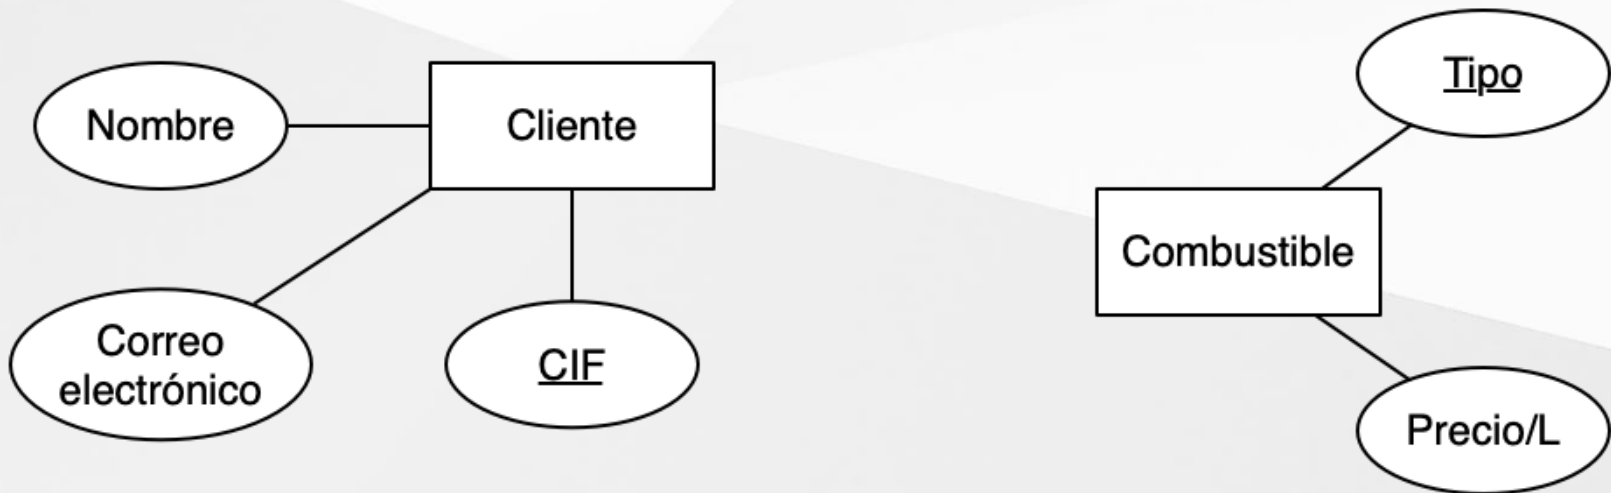 Nombre
Cliente
Correo
electrónico
CIF
Tipo
Combustible
Precio/L